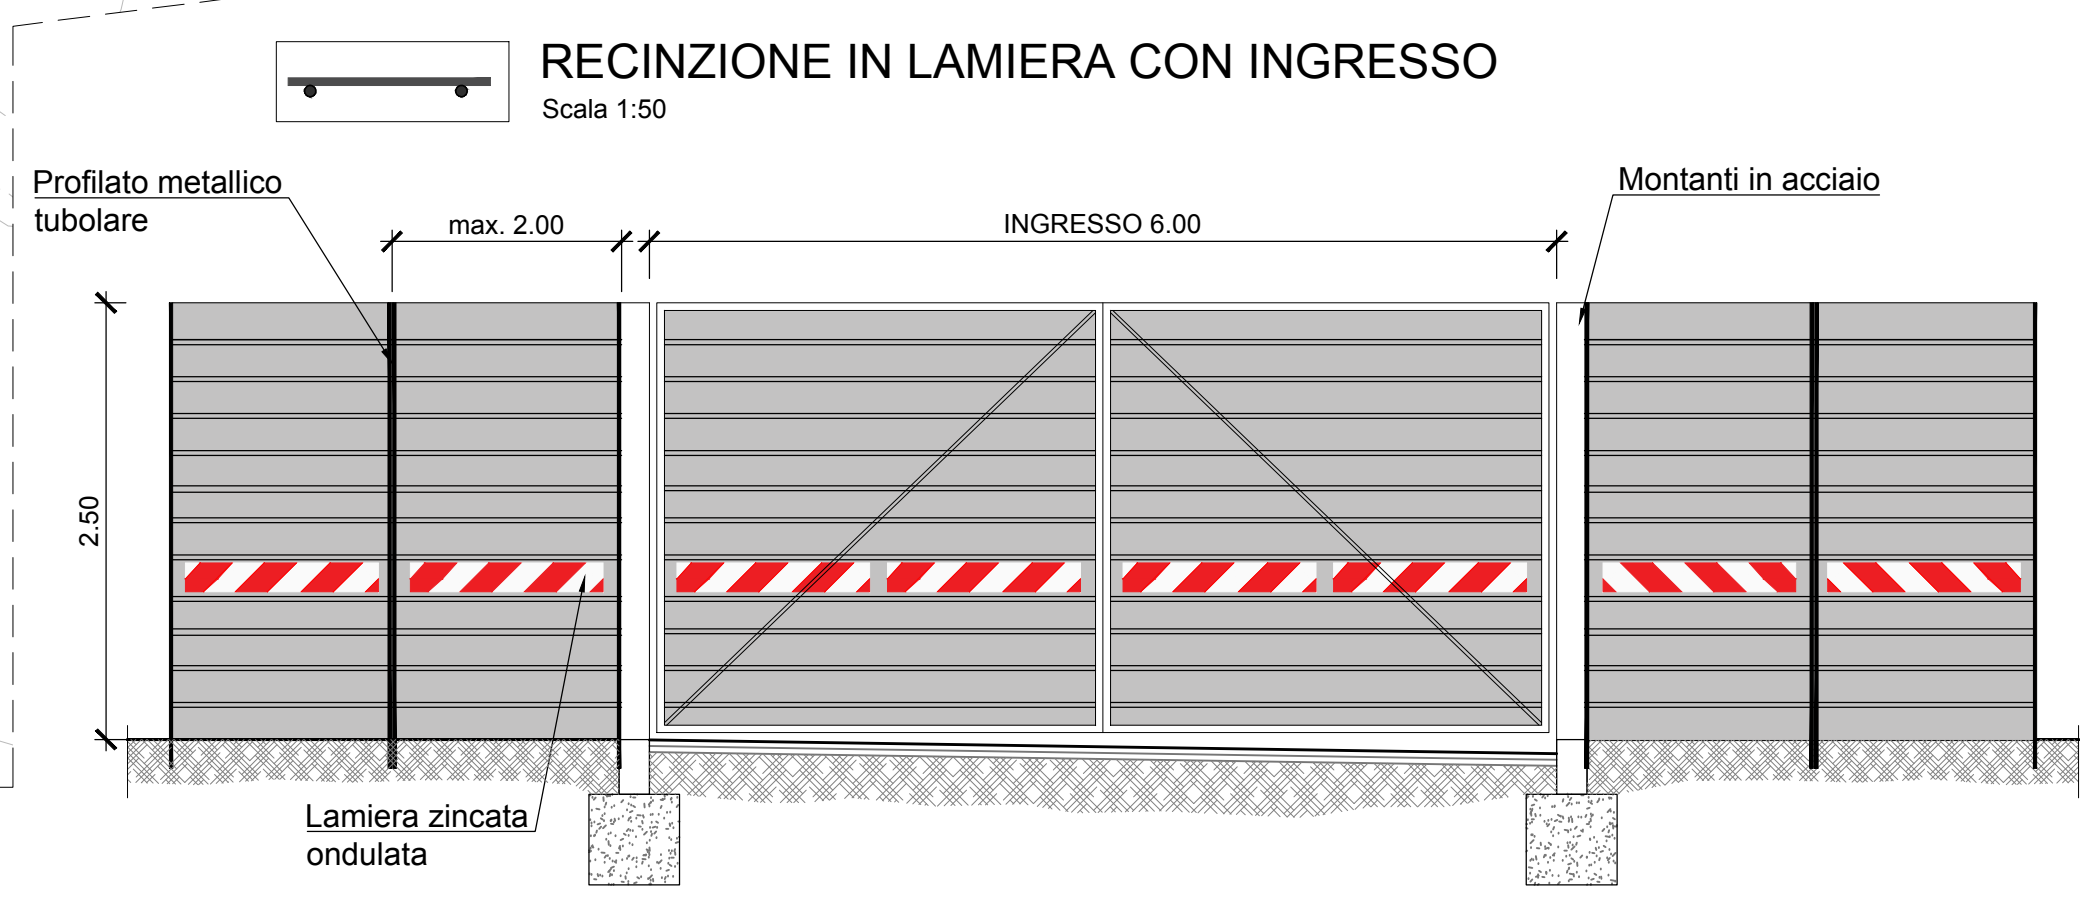 RECINZIONE IN LAMIERA CON INGRESSO
Scala 1:50
Profilato metallico
tubolare
max. 2.00
INGRESSO 6.00
Montanti in acciaio
2.50
Lamiera zincata
ondulata